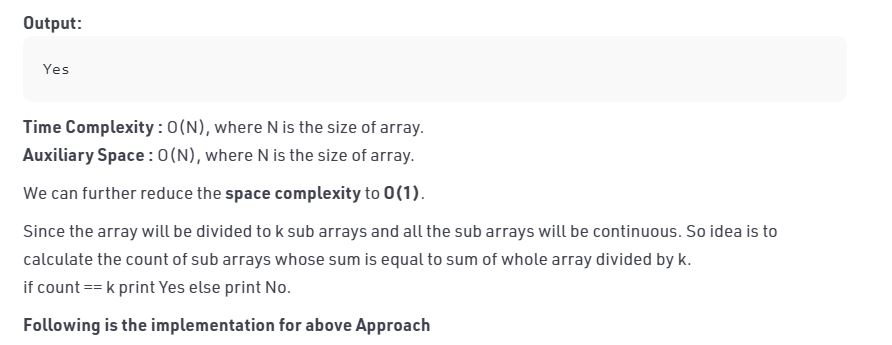 Output:
Yes
Time Complexity : O(N), where N is the size of array.
Auxiliary Space : O(N), where N is the size of array.
We can further reduce the space complexity to O(1).
Since the array will be divided to k sub arrays and all the sub arrays will be continuous. So idea is to
calculate the count of sub arrays whose sum is equal to sum of whole array divided by k.
if count == k print Yes else print No.
Following is the implementation for above Approach